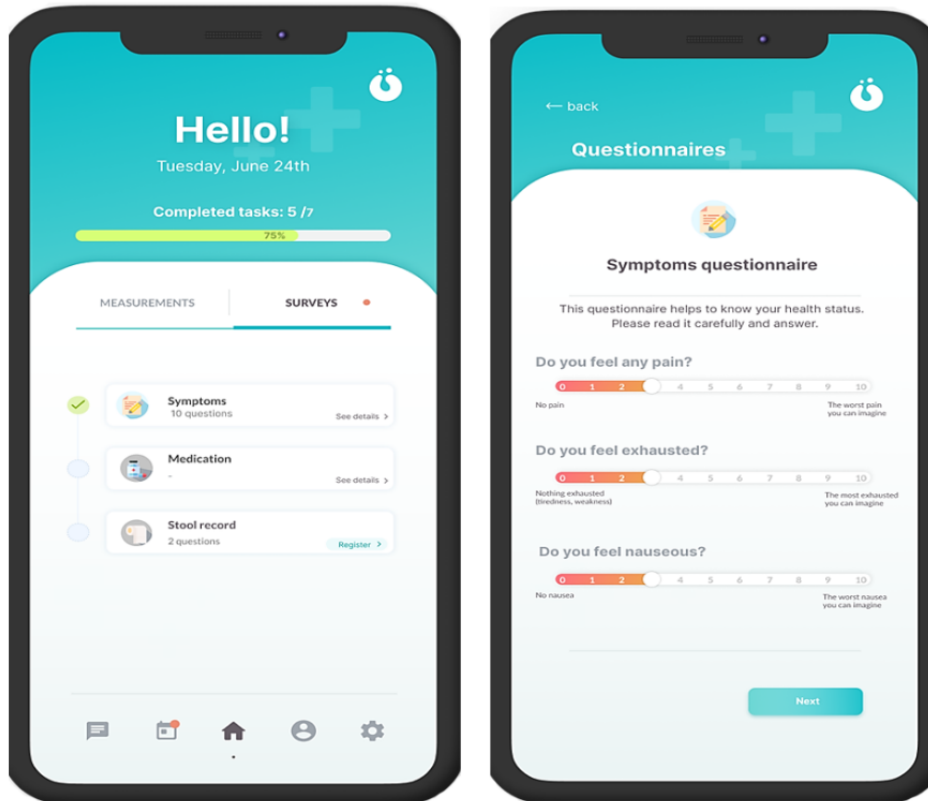 Hello!
Tuesday, June 24th
Completed tasks: 5 /7
75%
MEASUREMENTS
SURVEYS
Symptoms
10 questions
See details >
Medication
-
See details >
Stool record
2 questions
Register >
← back
Questionnaires
Symptoms questionnaire
This questionnaire helps to know your health status.
Please read it carefully and answer.
Do you feel any pain?
0 1 2 4 5 6 7 8 9 10
No pain
The worst pain
you can imagine
Do you feel exhausted?
0 1 2 4 5 6 7 8 9 10
Nothing exhausted
(tiredness, weakness)
The most exhausted
you can imagine
Do you feel nauseous?
0 1 2 4 5 6 7 8 9 10
No nausea
The worst nausea
you can imagine
Next